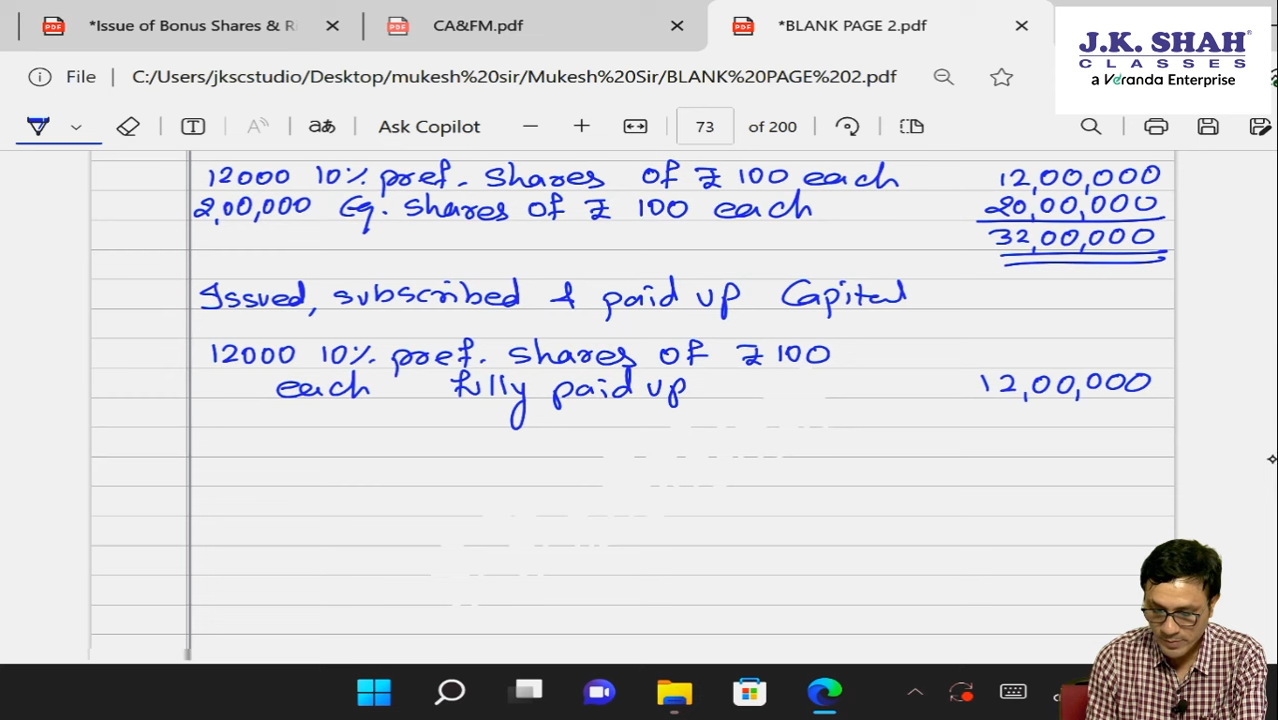 *Issue of Bonus Shares & Ri
CA&FM.pdf
*BLANK PAGE 2.pdf
J.K. SHAH®
CLASSES
a Veranda Enterprise
File
C:/Users/jkscstudio/Desktop/mukesh%20sir/Mukesh%20Sir/BLANK%20PAGE%202.pdf
aあ
Ask Copilot
73
of 200
12000 10% pref. shares of ₹ 100 each 12,00,000
2,00,000 Eq. shares of ₹ 100 each 20,00,000
32,00,000
Issued, subscribed & paid up Capital
12000 10% pref. shares of ₹ 100
each fully paid up 12,00,000